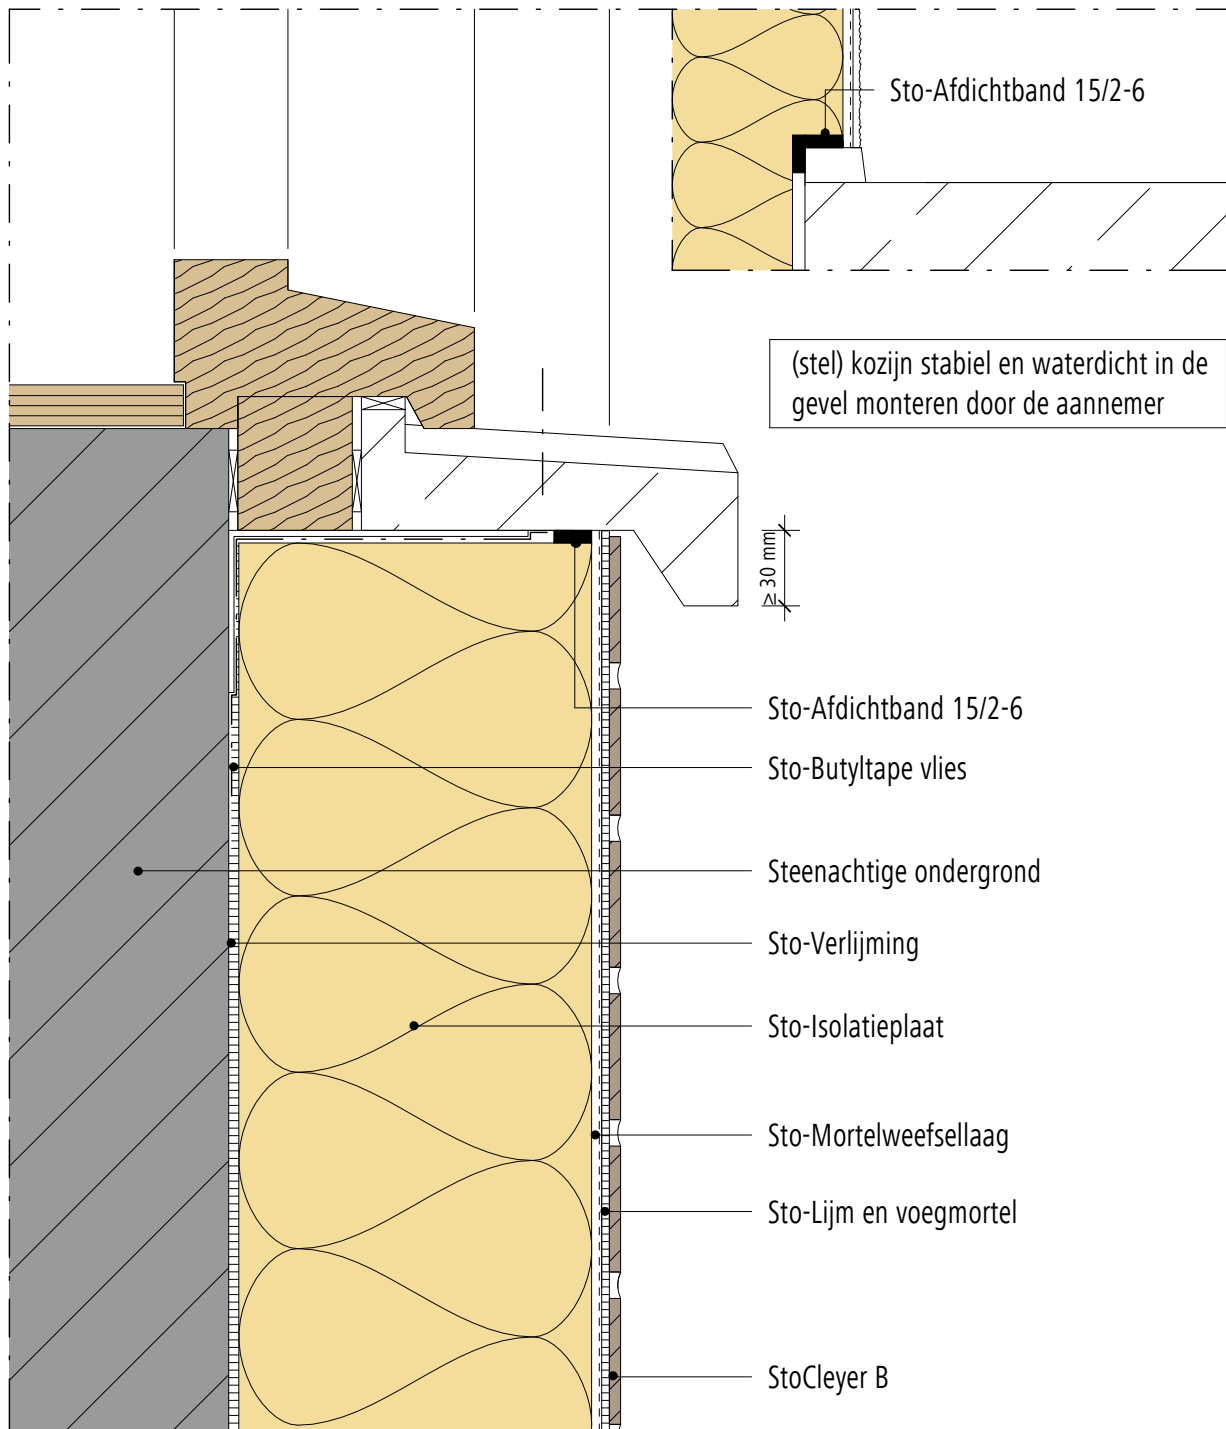 Sto-Afdichtband 15/2-6
(stel) kozijn stabiel en waterdicht in de
gevel monteren door de aannemer
≥ 30 mm
Sto-Afdichtband 15/2-6
Sto-Butyltape vlies
Steenachtige ondergrond
Sto-Verlijming
Sto-Isolatieplaat
Sto-Mortelweefsellaag
Sto-Lijm en voegmortel
StoCleyer B